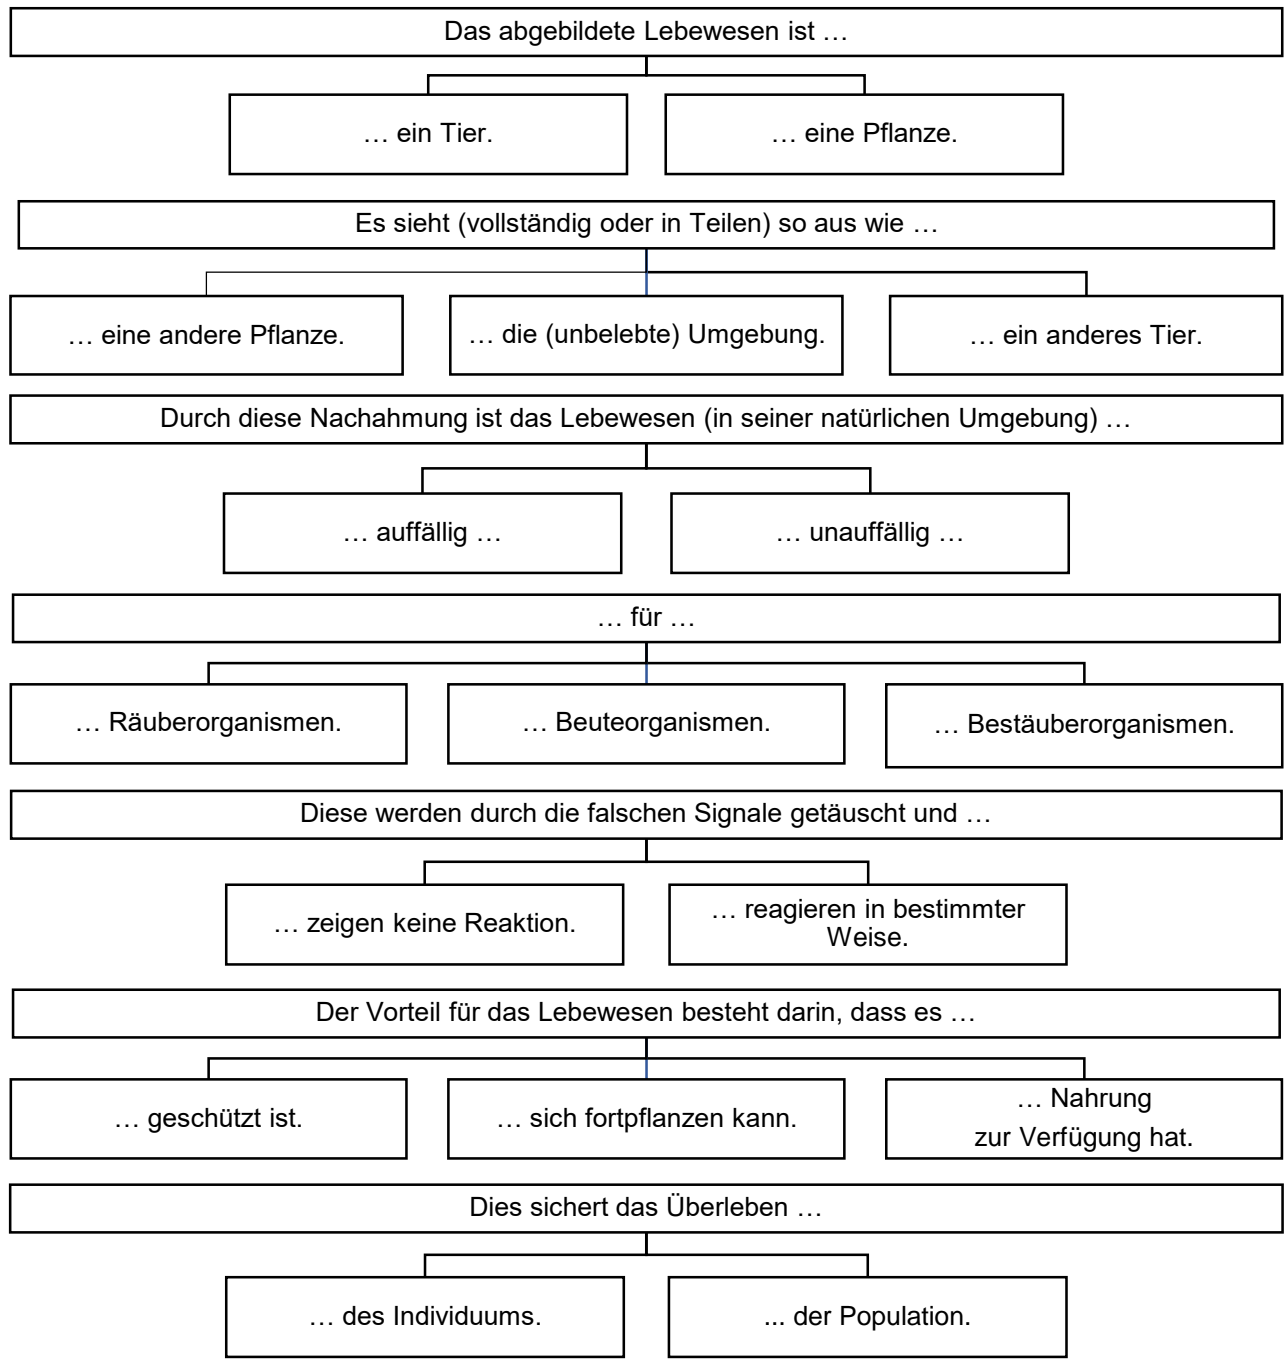 Das abgebildete Lebewesen ist …
… ein Tier.
… eine Pflanze.
Es sieht (vollständig oder in Teilen) so aus wie …
… eine andere Pflanze.
… die (unbelebte) Umgebung.
… ein anderes Tier.
Durch diese Nachahmung ist das Lebewesen (in seiner natürlichen Umgebung) …
… auffällig …
… unauffällig …
… für …
… Räuberorganismen.
… Beuteorganismen.
… Bestäuberorganismen.
Diese werden durch die falschen Signale getäuscht und …
… zeigen keine Reaktion.
… reagieren in bestimmter
Weise.
Der Vorteil für das Lebewesen besteht darin, dass es …
… geschützt ist.
… sich fortpflanzen kann.
… Nahrung
zur Verfügung hat.
Dies sichert das Überleben …
… des Individuums.
... der Population.